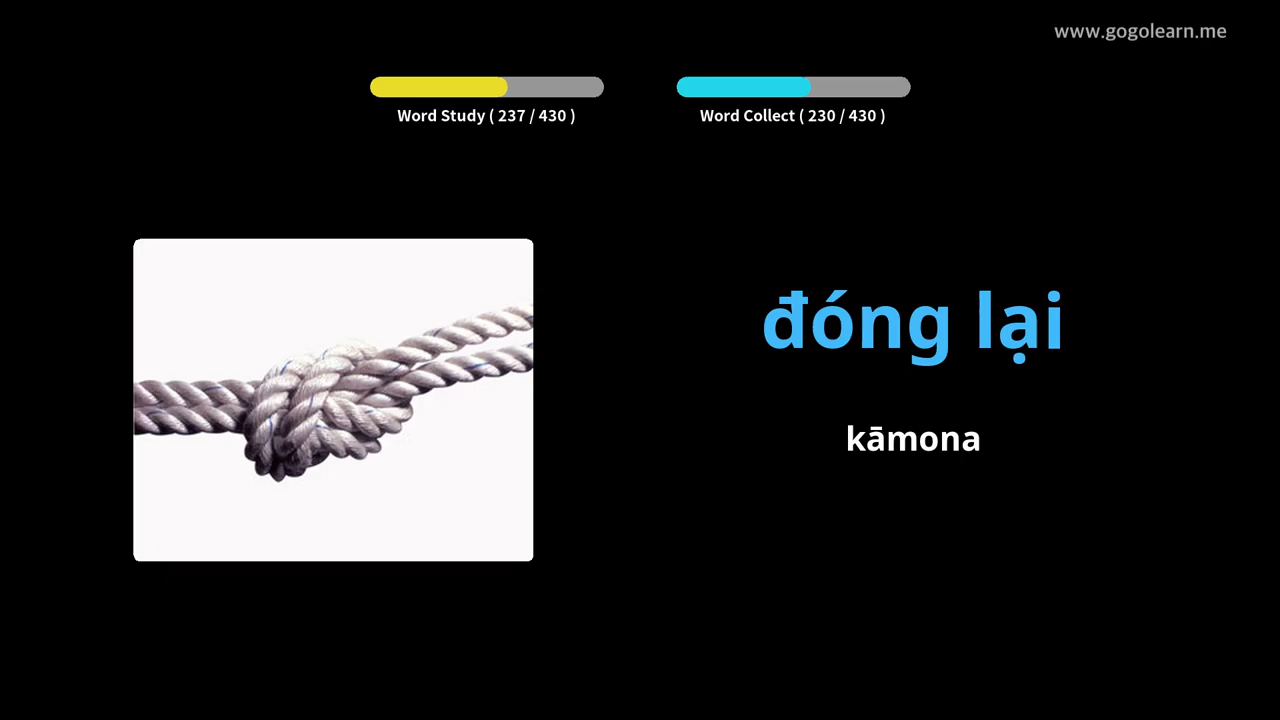 www.gogolearn.me
Word Study ( 237 / 430 )
Word Collect ( 230 / 430 )
đóng lại
kāmona